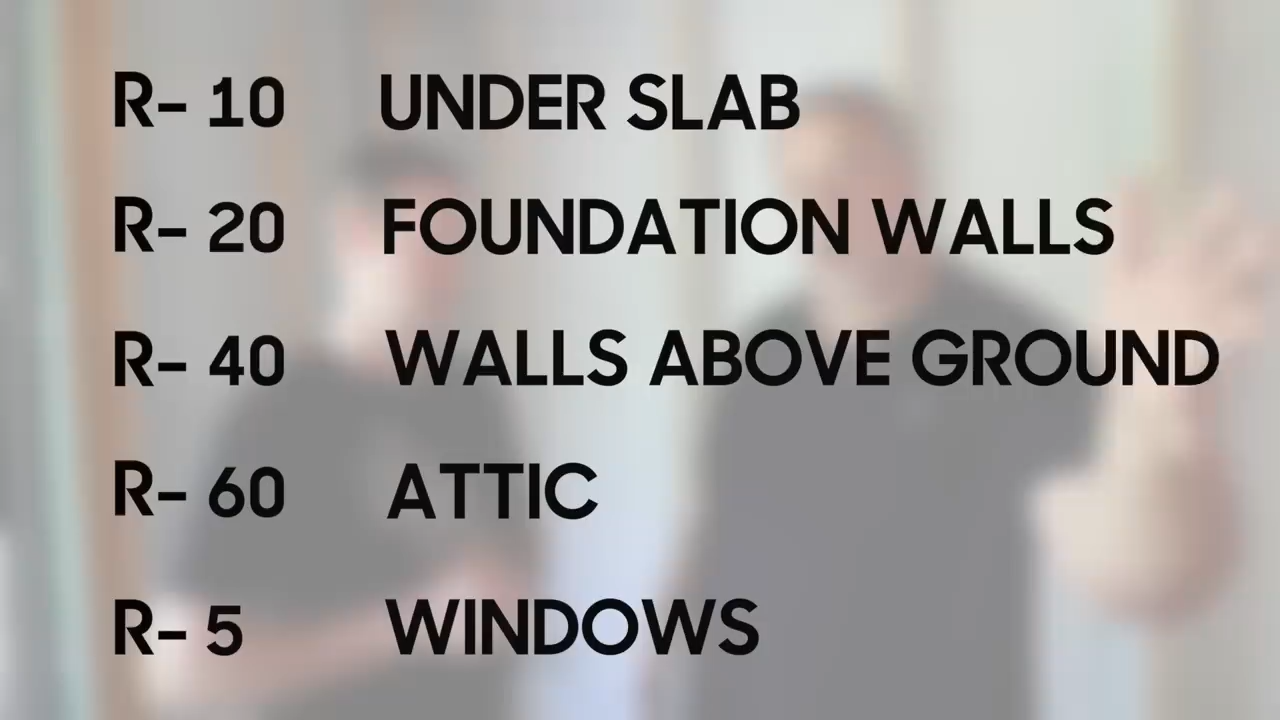 R- 10 UNDER SLAB
R- 20 FOUNDATION WALLS
R- 40 WALLS ABOVE GROUND
R- 60 ATTIC
R- 5 WINDOWS